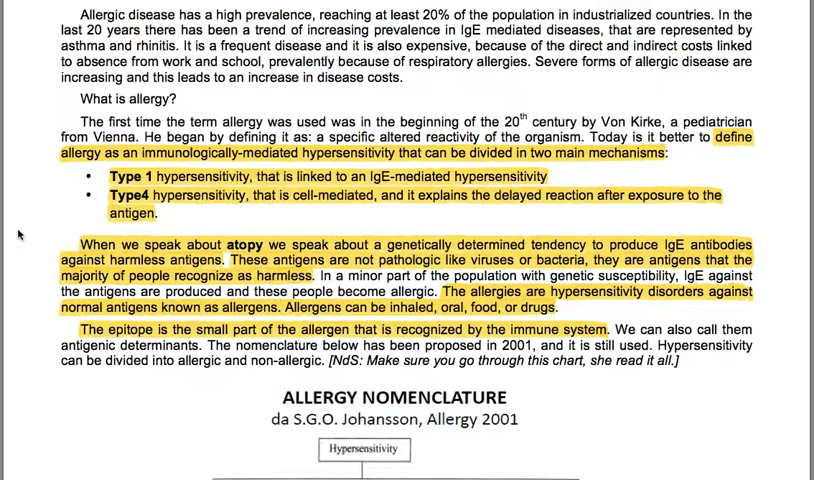 Allergic disease has a high prevalence, reaching at least 20% of the population in industrialized countries. In the
last 20 years there has been a trend of increasing prevalence in IgE mediated diseases, that are represented by
asthma and rhinitis. It is a frequent disease and it is also expensive, because of the direct and indirect costs linked
to absence from work and school, prevalently because of respiratory allergies. Severe forms of allergic disease are
increasing and this leads to an increase in disease costs.
What is allergy?
The first time the term allergy was used was in the beginning of the 20th century by Von Kirke, a pediatrician
from Vienna. He began by defining it as: a specific altered reactivity of the organism. Today is it better to define
allergy as an immunologically-mediated hypersensitivity that can be divided in two main mechanisms:
• Type 1 hypersensitivity, that is linked to an IgE-mediated hypersensitivity
• Type4 hypersensitivity, that is cell-mediated, and it explains the delayed reaction after exposure to the
antigen.
When we speak about atopy we speak about a genetically determined tendency to produce IgE antibodies
against harmless antigens. These antigens are not pathologic like viruses or bacteria, they are antigens that the
majority of people recognize as harmless. In a minor part of the population with genetic susceptibility, IgE against
the antigens are produced and these people become allergic. The allergies are hypersensitivity disorders against
normal antigens known as allergens. Allergens can be inhaled, oral, food, or drugs.
The epitope is the small part of the allergen that is recognized by the immune system. We can also call them
antigenic determinants. The nomenclature below has been proposed in 2001, and it is still used. Hypersensitivity
can be divided into allergic and non-allergic. [NdS: Make sure you go through this chart, she read it all.]
ALLERGY NOMENCLATURE
da S.G.O. Johansson, Allergy 2001
Hypersensitivity